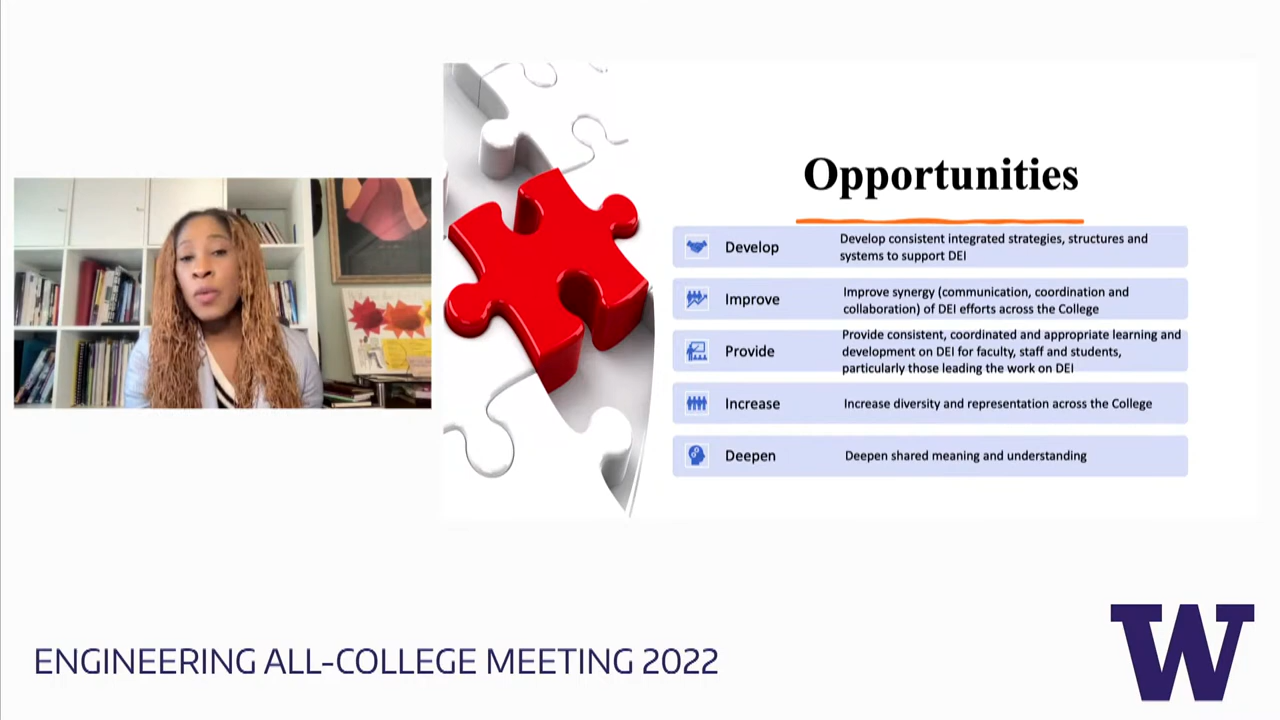 Opportunities
Develop
Develop consistent integrated strategies, structures and
systems to support DEI
Improve
Improve synergy (communication, coordination and
collaboration) of DEI efforts across the College
Provide
Provide consistent, coordinated and appropriate learning and
development on DEI for faculty, staff and students,
particularly those leading the work on DEI
Increase
Increase diversity and representation across the College
Deepen
Deepen shared meaning and understanding
ENGINEERING ALL-COLLEGE MEETING 2022
W